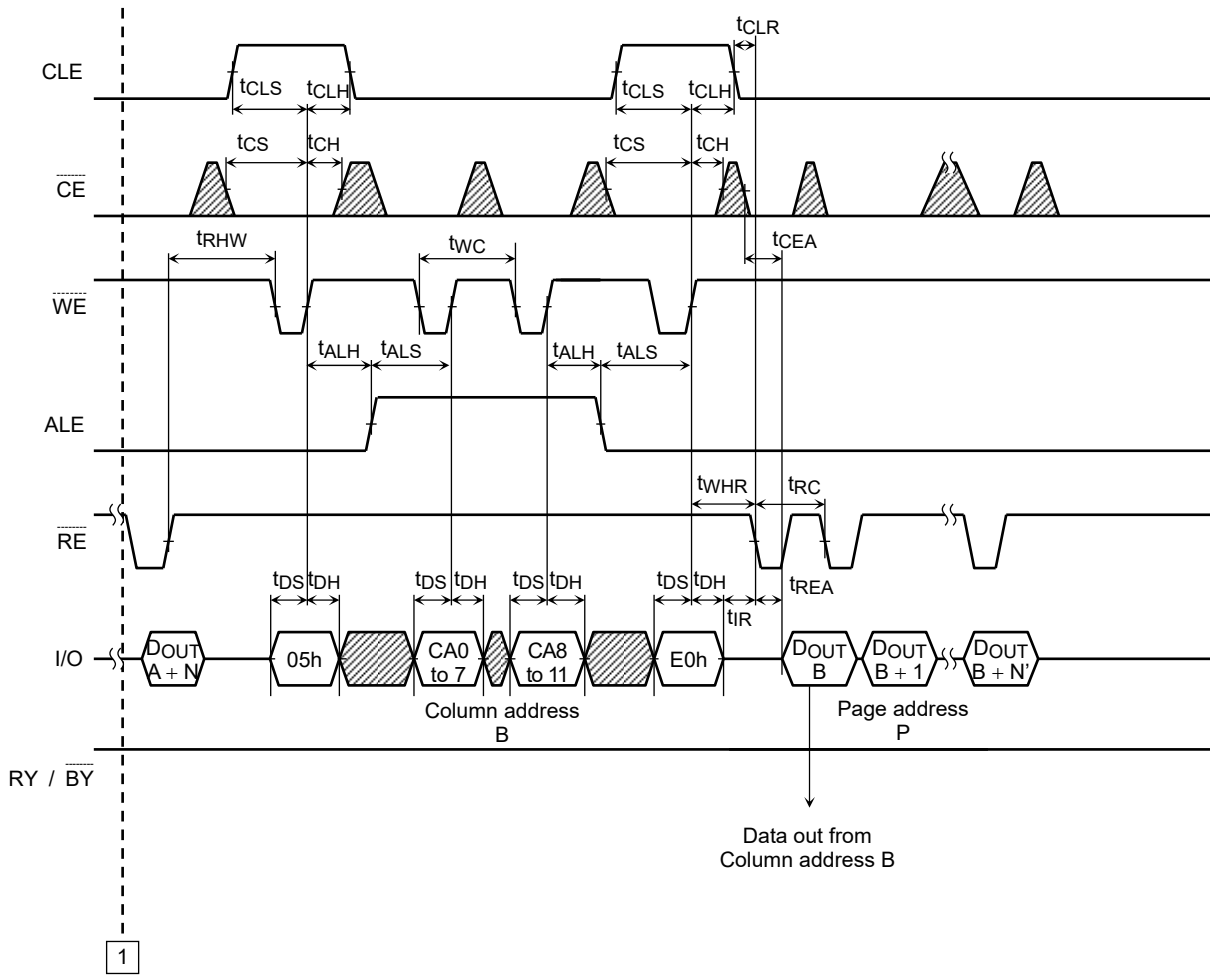 tCLR
CLE
tCLS tCLH tCLS tCLH
tCS tCH tCS tCH
CE
tRHW tWC tCEA
WE
tALH tALS tALH tALS
ALE
tWHR tRC
RE
tDS tDH tDS tDH tDS tDH tDS tDH tREA
tIR
I/O
DOUT
A + N
05h
CA0
to 7
CA8
to 11
E0h
DOUT
B
DOUT
B + 1
DOUT
B + N’
Column address
B
Page address
P
RY / BY
Data out from
Column address B
1